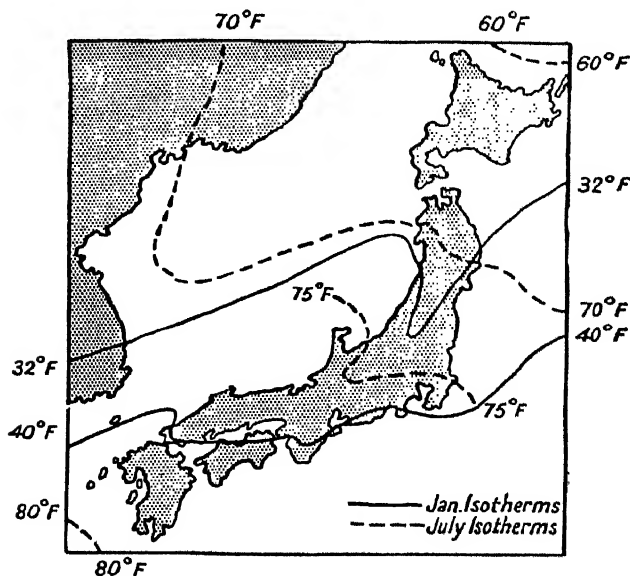 70°F
60°F
60°F
32°F
75°F
70°F
40°F
32°F
75°F
40°F
80°F
80°F
Jan. Isotherms
July Isotherms